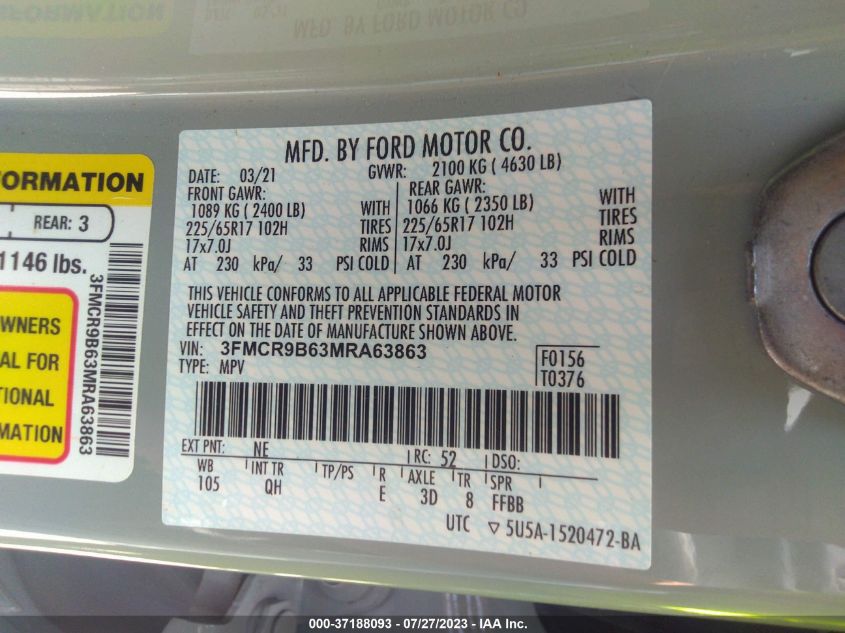 MFD. BY FORD MOTOR CO.
DATE: 03/21 GVWR: 2100 KG ( 4630 LB)
FRONT GAWR: REAR GAWR:
1089 KG ( 2400 LB) WITH 1066 KG ( 2350 LB) WITH
225/65R17 102H TIRES 225/65R17 102H TIRES
17x7.0J RIMS 17x7.0J RIMS
AT 230 kPa/ 33 PSI COLD AT 230 kPa/ 33 PSI COLD
THIS VEHICLE CONFORMS TO ALL APPLICABLE FEDERAL MOTOR
VEHICLE SAFETY AND THEFT PREVENTION STANDARDS IN
EFFECT ON THE DATE OF MANUFACTURE SHOWN ABOVE.
VIN: 3FMCR9B63MRA63863 F0156
TYPE: MPV T0376
EXT PNT: NE RC: 52 DSO:
WB INT TR TP/PS R AXLE TR SPR
105 QH E 3D 8 FFBB
UTC ▽ 5U5A-1520472-BA
FORMATION
REAR: 3
1146 lbs.
WNERS
AL FOR
TIONAL
MATION
3FMCR9B63MRA63863
MFD. BY FORD MOTOR CO
FORMATION
000-37188093 / 07/27/2023 - IAA Inc.